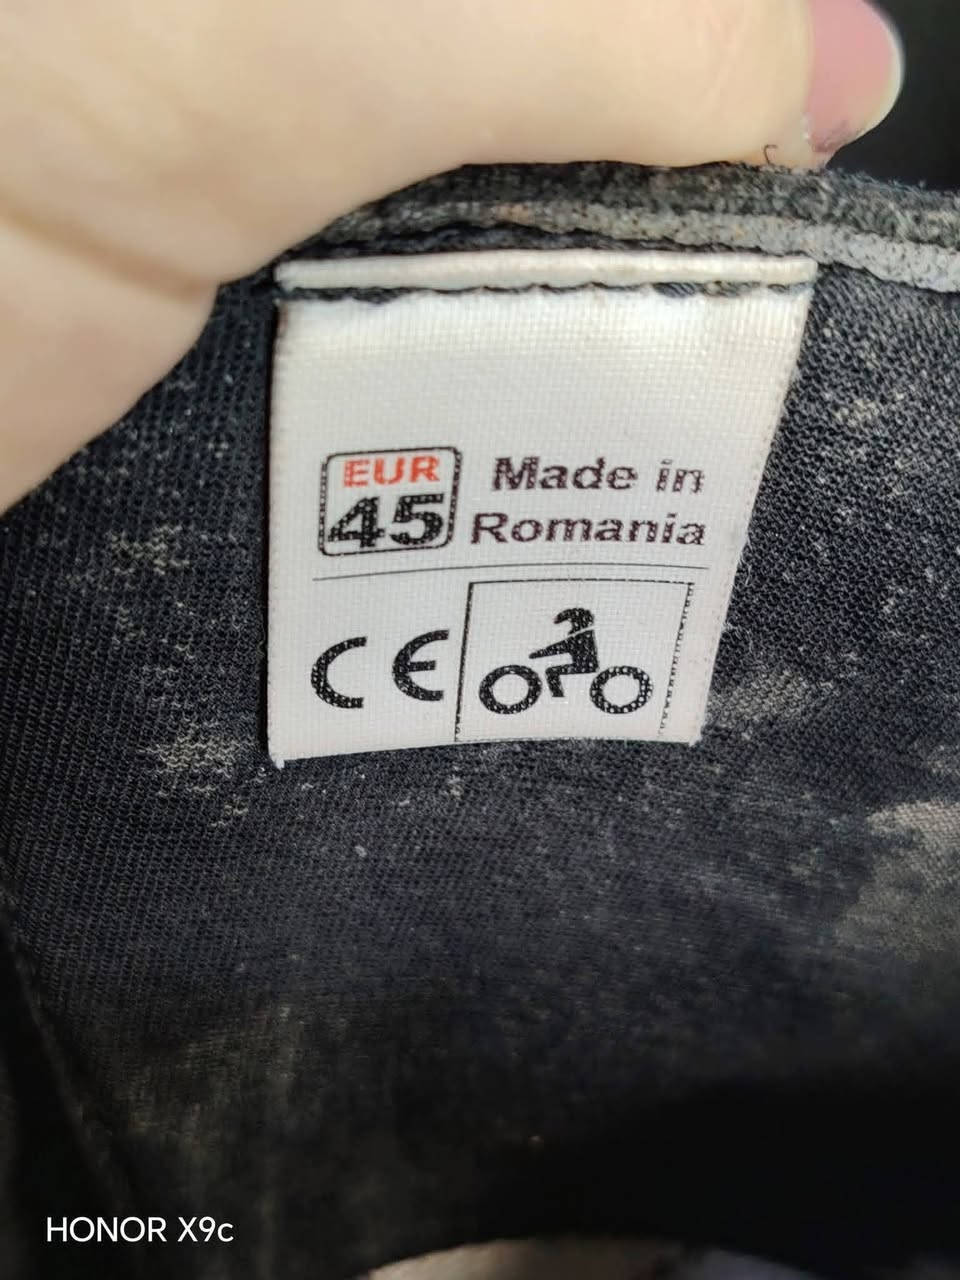 EUR
45
Made in
Romania
CE
HONOR X9c